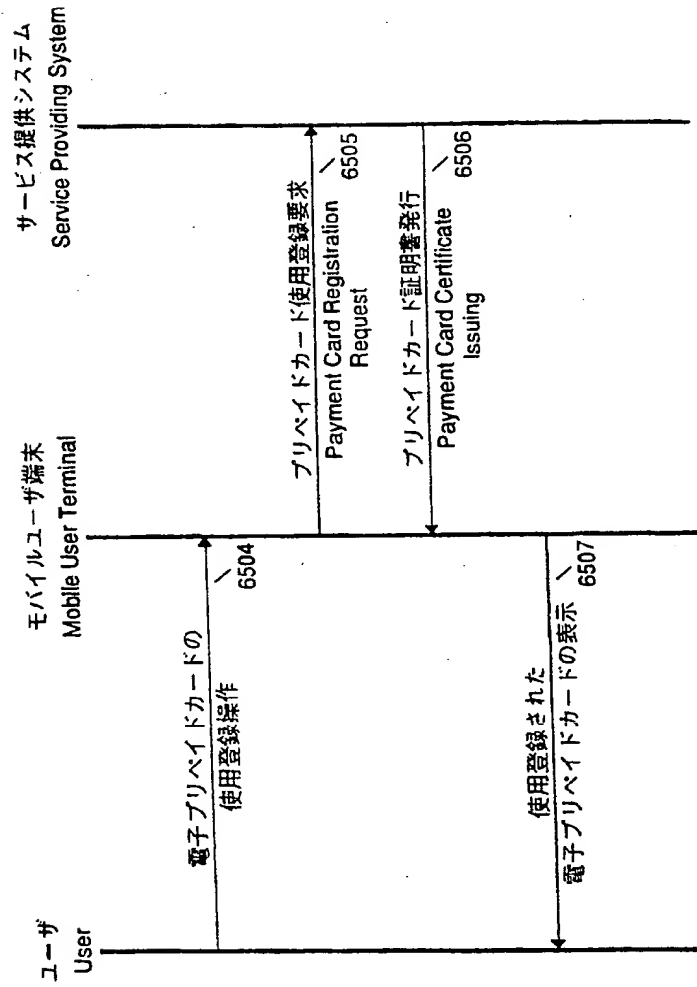 ユーザ
User
モバイルユーザ端末
Mobile User Terminal
サービス提供システム
Service Providing System
電子プリペイドカードの
使用登録操作
6504
プリペイドカード使用登録要求
6505
Payment Card Registration
Request
プリペイドカード証明書発行
6506
Payment Card Certificate
Issuing
使用登録された
6507
電子プリペイドカードの表示